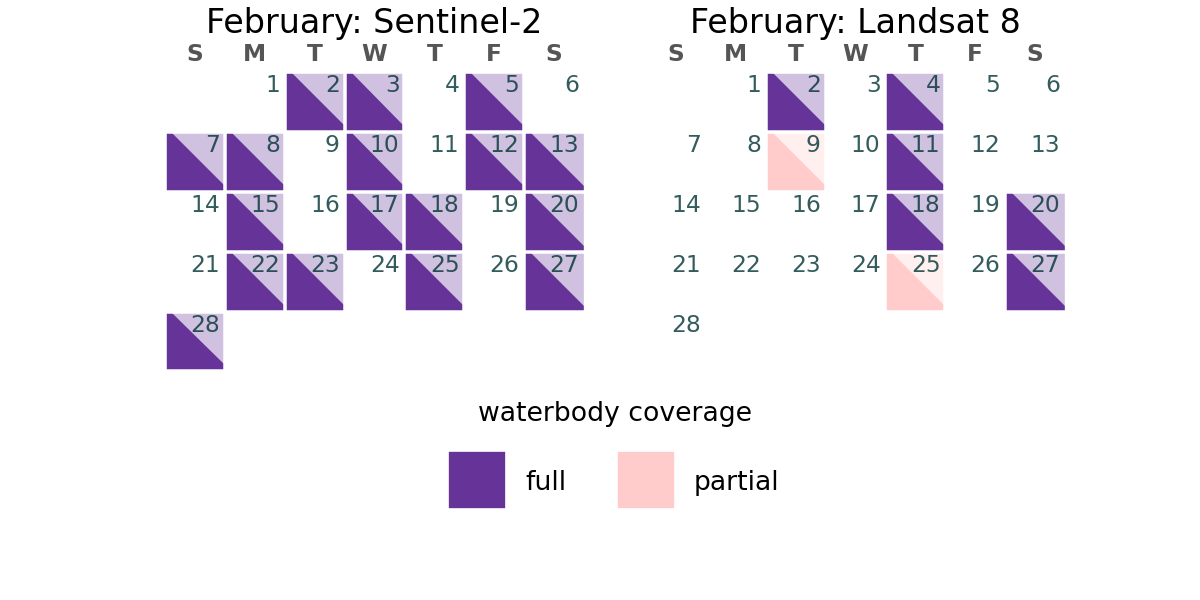 February: Sentinel-2
S M T W T F S
1 2 3 4 5 6
7 8 9 10 11 12 13
14 15 16 17 18 19 20
21 22 23 24 25 26 27
28
February: Landsat 8
S M T W T F S
1 2 3 4 5 6
7 8 9 10 11 12 13
14 15 16 17 18 19 20
21 22 23 24 25 26 27
28
waterbody coverage
full
partial